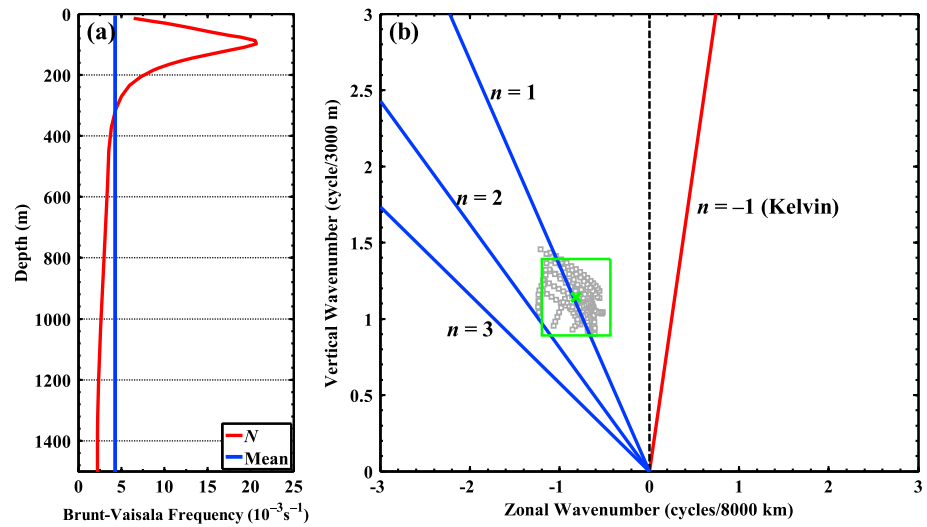 (a)
0
200
400
600
800
1000
1200
1400
Depth (m)
0 5 10 15 20 25
Brunt-Vaisala Frequency (10⁻³s⁻¹)
N
Mean
(b)
3
2.5
2
1.5
1
0.5
0
Vertical Wavenumber (cycle/3000 m)
n = 1
n = 2
n = 3
n = –1 (Kelvin)
-3 -2 -1 0 1 2 3
Zonal Wavenumber (cycles/8000 km)